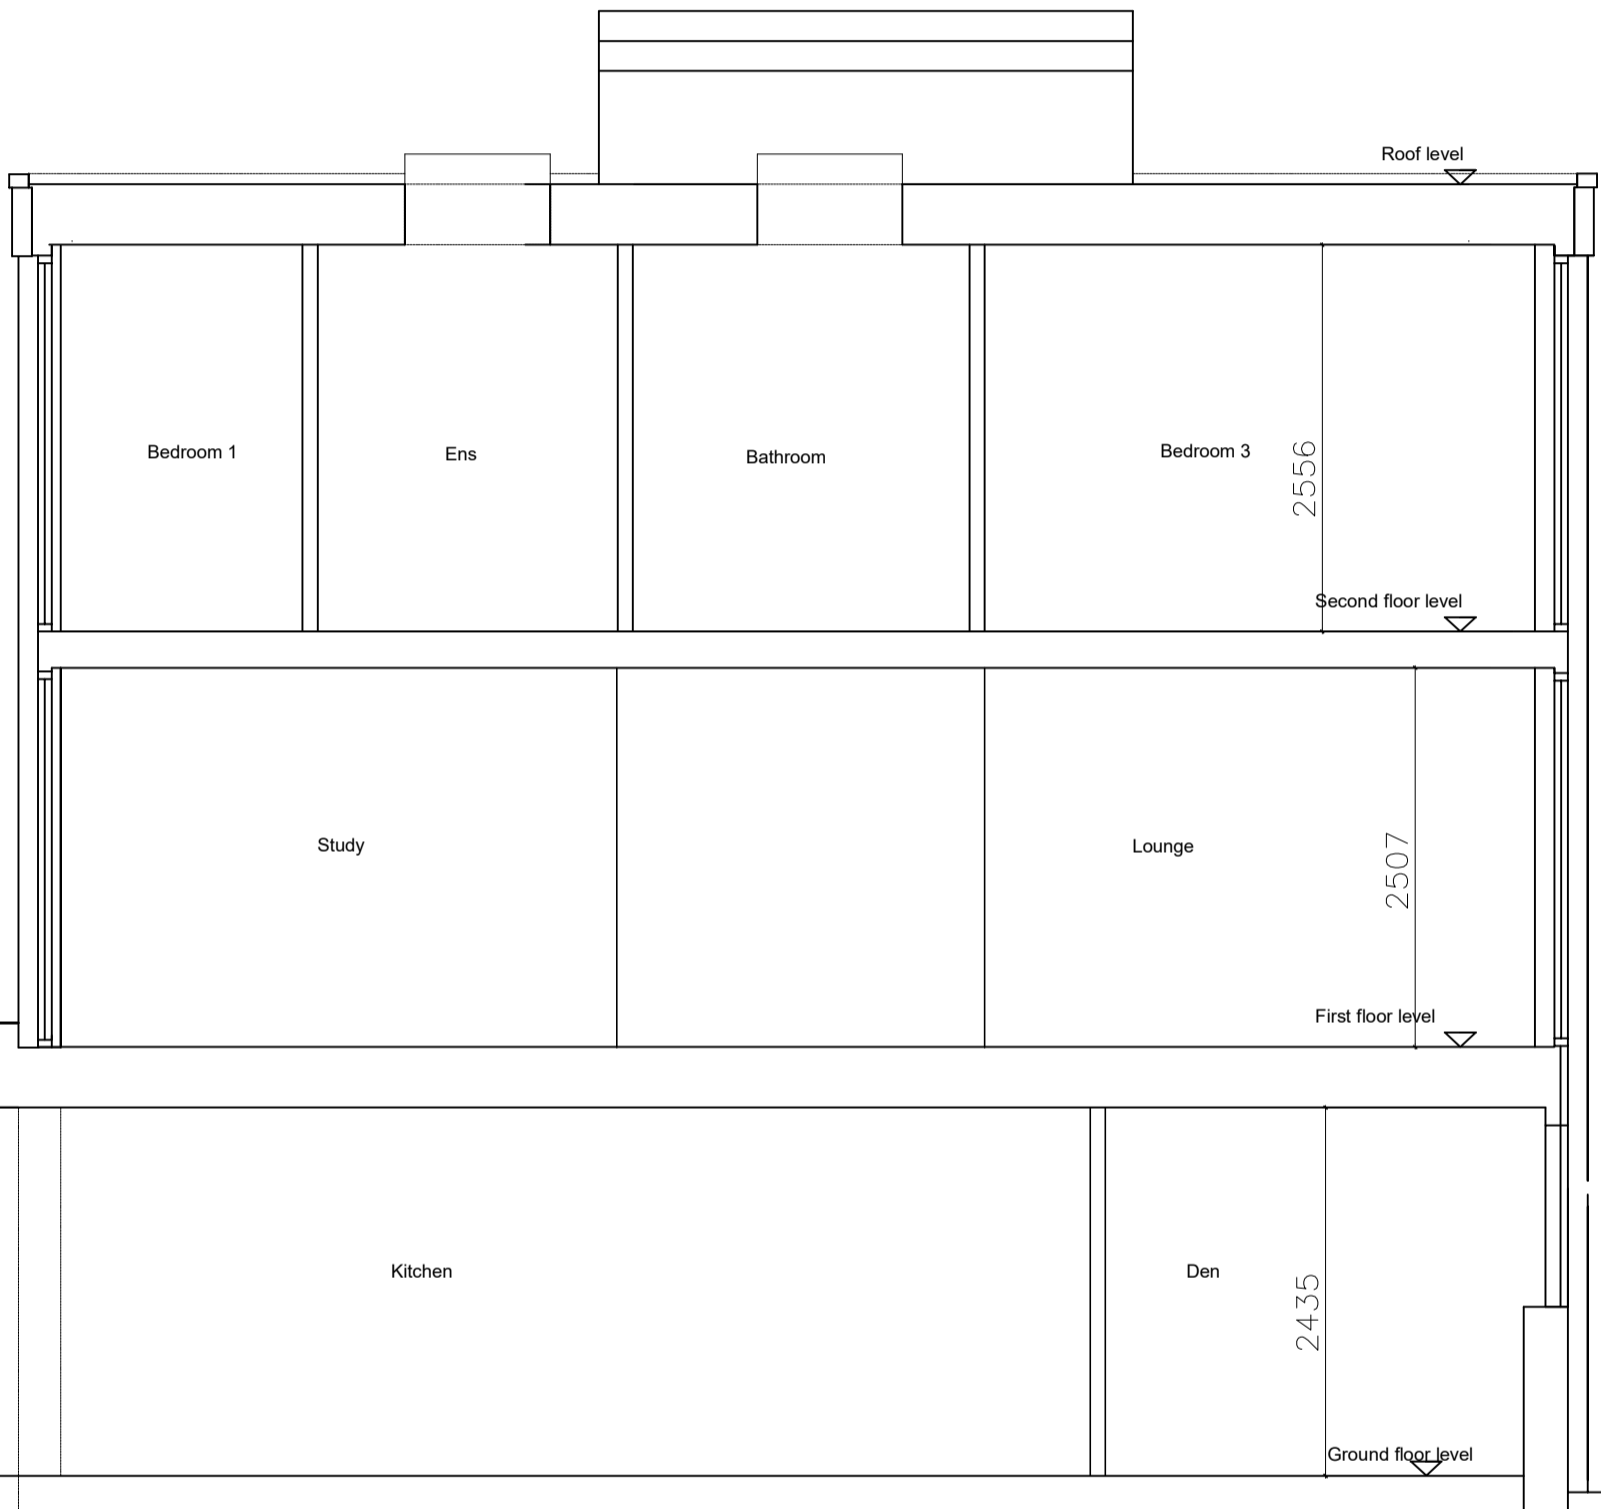 Roof level
Bedroom 1
Ens
Bathroom
Bedroom 3
2556
Second floor level
Study
Lounge
2507
First floor level
Kitchen
Den
2435
Ground floor level